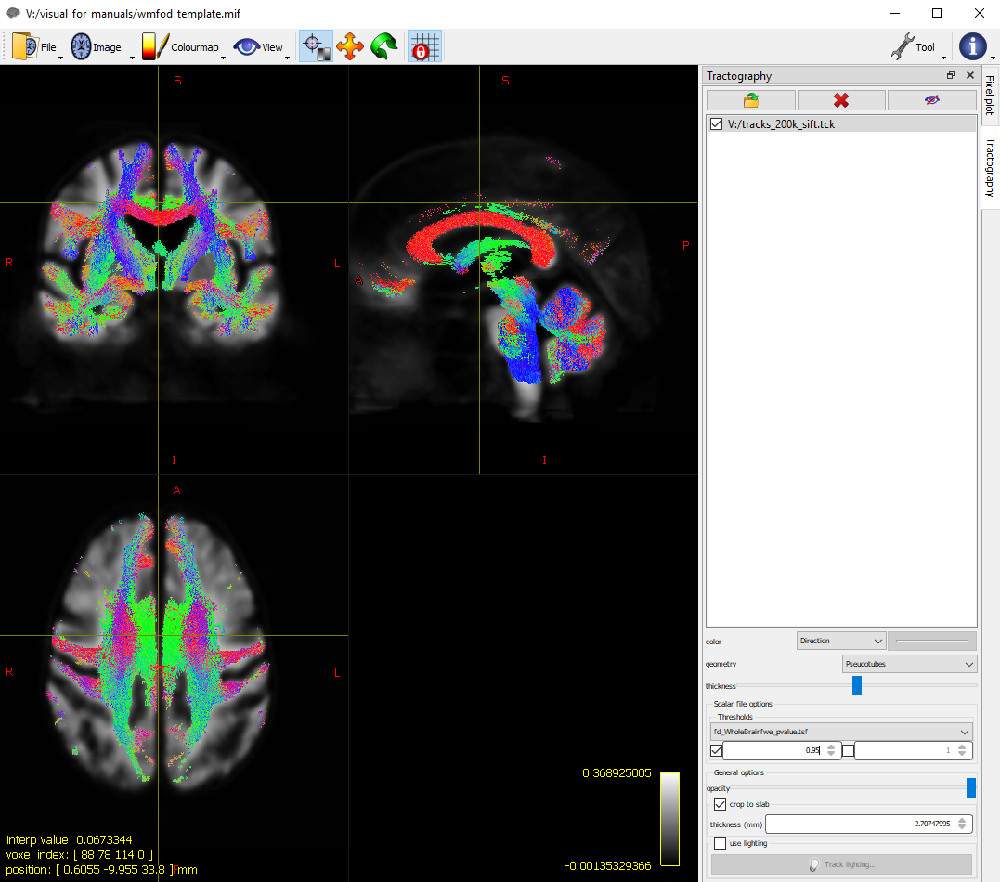 V:/visual_for_manuals/wmfod_template.mif
File Image Colourmap View Tool
S
R
L
I
S
A
P
I
A
R
L
P
0.368925005
-0.00135329366
interp value: 0.0673344
voxel index: [ 88 78 114 0 ]
position: [ 0.6055 -9.955 33.8 ] mm
Tractography
V:/tracks_200k_sift.tck
Fixel plot
Tractography
color Direction
geometry Pseudotubes
thickness
Scalar file options
Thresholds
fd_WholeBrainfwe_pvalue.tsf
0.95 1
General options
opacity
crop to slab
thickness (mm) 2.70747995
use lighting
Track lighting...